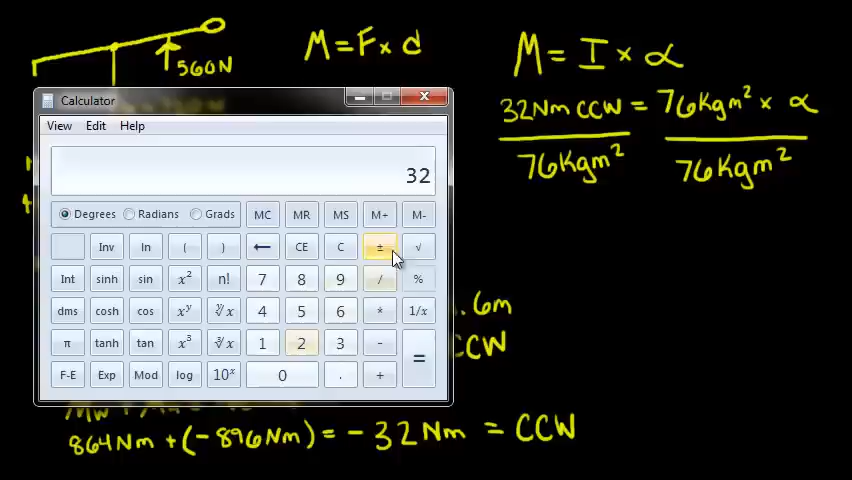 560N
M = F x d
M = I x α
32Nm CCW = 76Kgm² x α
76Kgm² 76Kgm²
Calculator
View Edit Help
32
Degrees Radians Grads MC MR MS M+ M-
Inv ln ( ) ← CE C ± √
Int sinh sin x² n! 7 8 9 / %
dms cosh cos xʸ ʸ√x 4 5 6 * 1/x
π tanh tan x³ ³√x 1 2 3 - =
F-E Exp Mod log 10ˣ 0 . +
.6m
CCW
864Nm + (-896Nm) = -32Nm = CCW